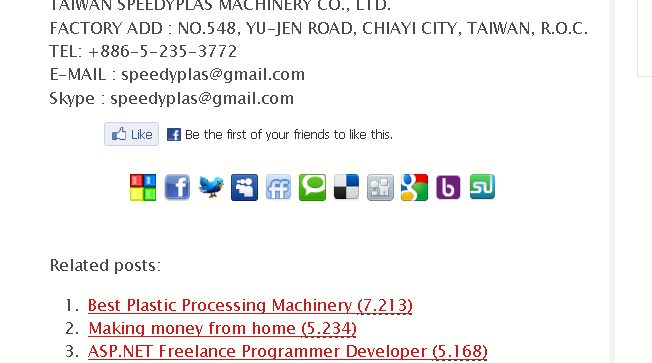 TAIWAN SPEEDYPLAS MACHINERY CO., LTD.
FACTORY ADD : NO.548, YU-JEN ROAD, CHIAYI CITY, TAIWAN, R.O.C.
TEL: +886-5-235-3772
E-MAIL : speedyplas@gmail.com
Skype : speedyplas@gmail.com
Like Be the first of your friends to like this.
Related posts:
1. Best Plastic Processing Machinery (7.213)
2. Making money from home (5.234)
3. ASP.NET Freelance Programmer Developer (5.168)